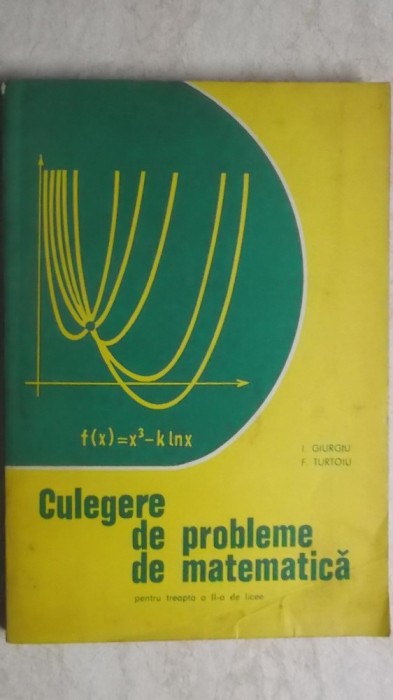 f(x)=x³-k lnx
I. GIURGIU
F. TURTOIU
Culegere
de probleme
de matematică
pentru treapta a II-a de licee